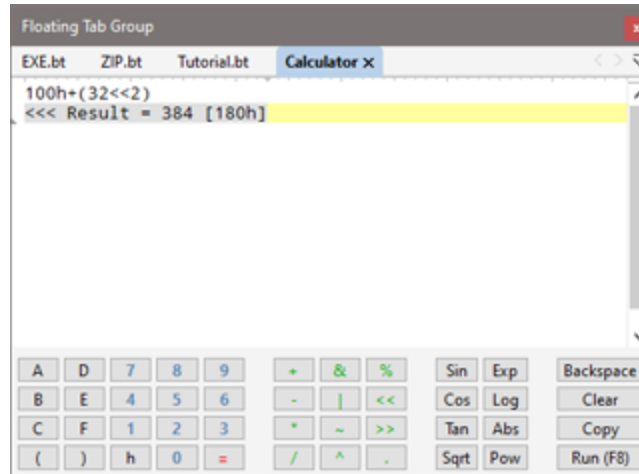 Floating Tab Group x
EXE.bt ZIP.bt Tutorial.bt Calculator x
100h+(32<<2)
<<< Result = 384 [180h]
A D 7 8 9 + & % Sin Exp Backspace
B E 4 5 6 - | << Cos Log Clear
C F 1 2 3 * ~ >> Tan Abs Copy
( ) h 0 = / ^ . Sqrt Pow Run (F8)